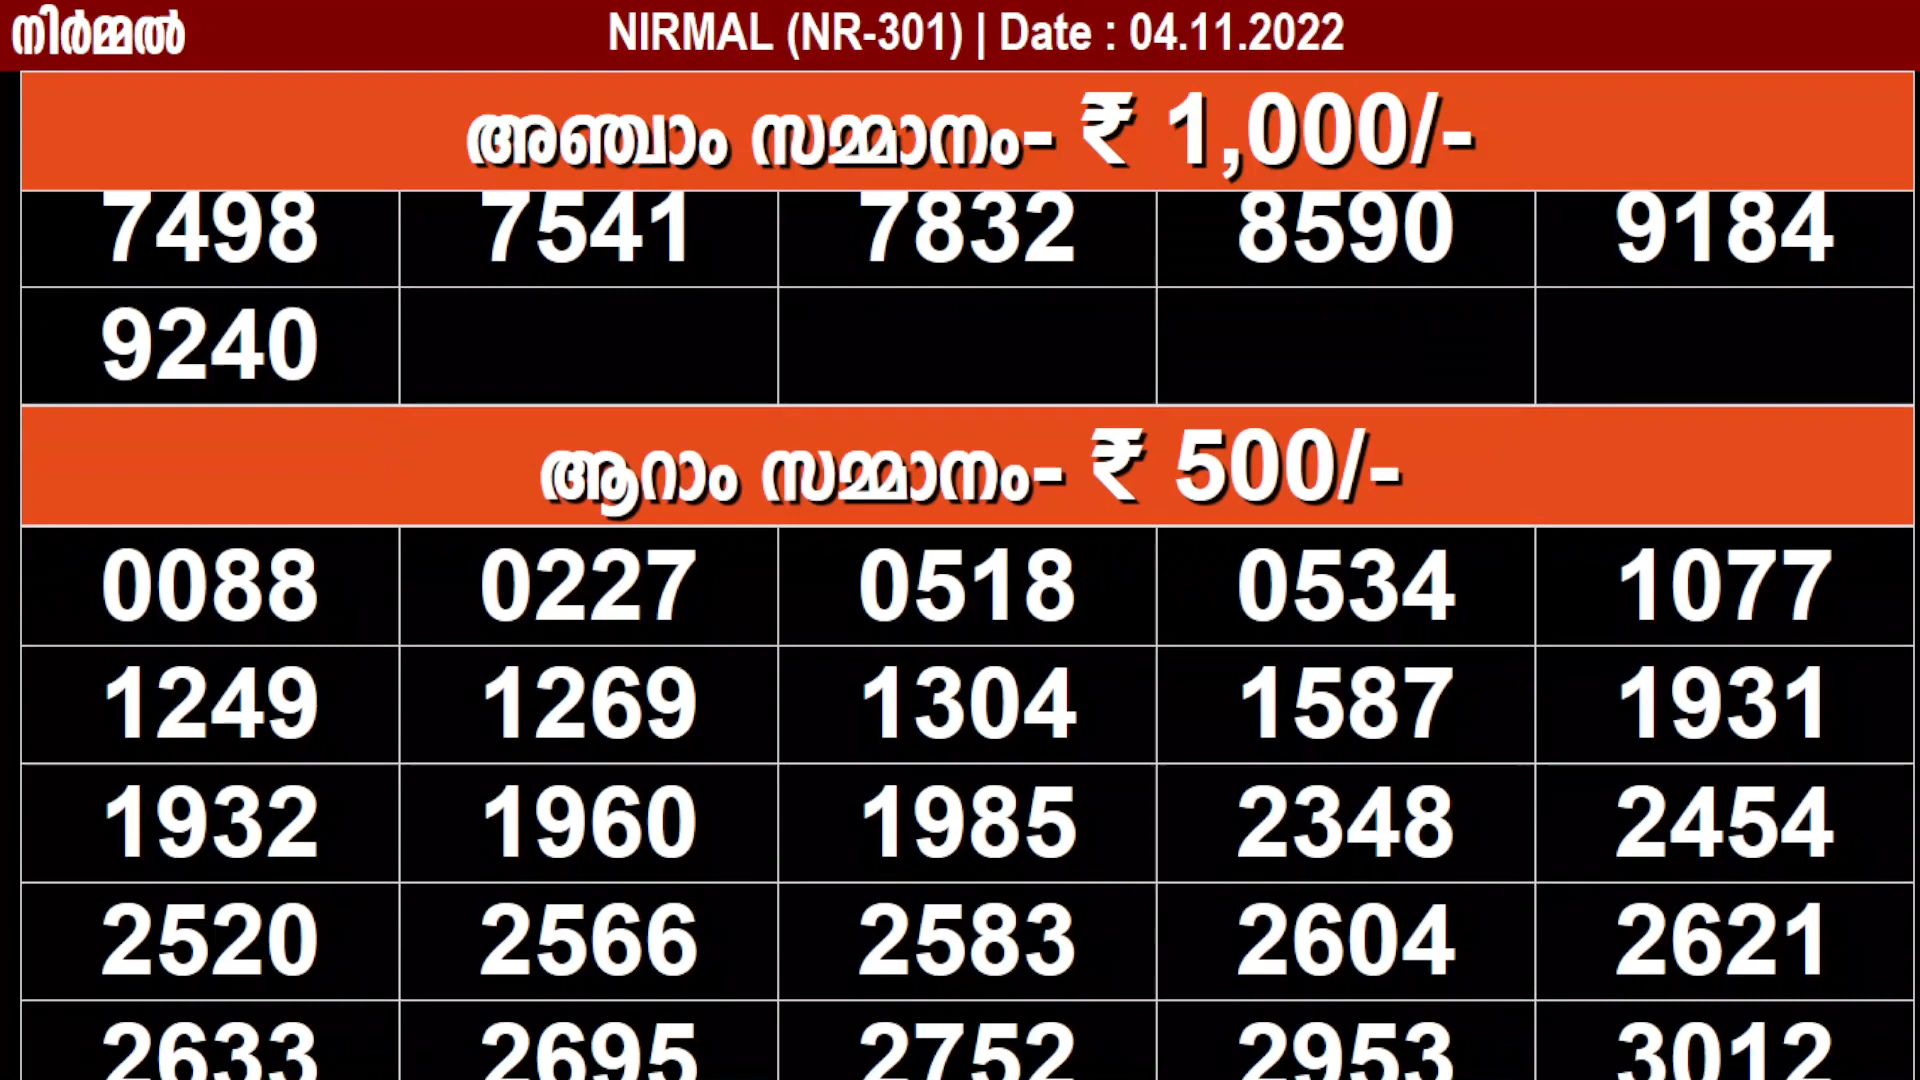 നിർമ്മൽ NIRMAL (NR-301) | Date : 04.11.2022
അഞ്ചാം സമ്മാനം- ₹ 1,000/-
7498 7541 7832 8590 9184
9240
ആറാം സമ്മാനം- ₹ 500/-
0088 0227 0518 0534 1077
1249 1269 1304 1587 1931
1932 1960 1985 2348 2454
2520 2566 2583 2604 2621
2633 2695 2752 2953 3012